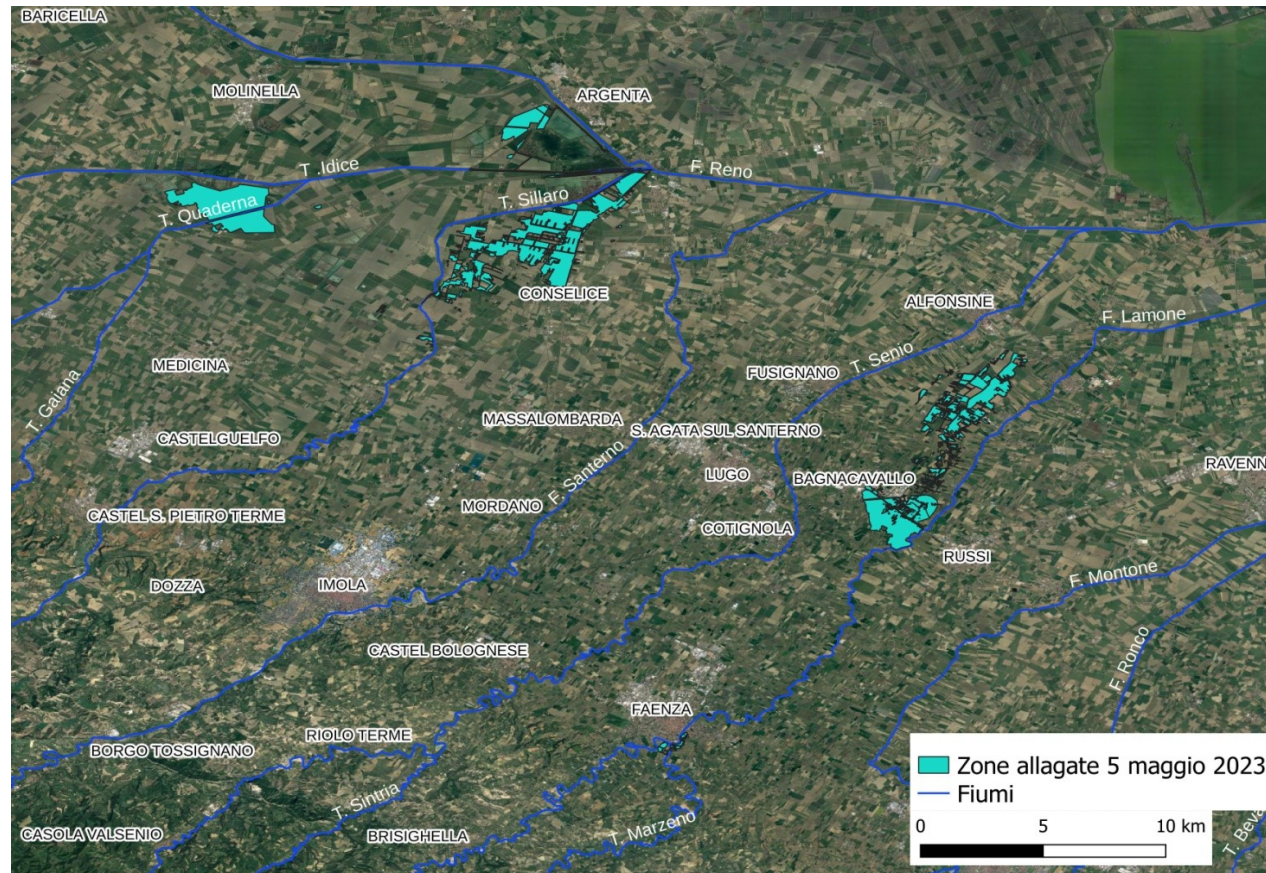 BARICELLA
MOLINELLA
ARGENTA
T .Idice
F. Reno
T. Sillaro
T. Quaderna
CONSELICE
ALFONSINE
F. Lamone
MEDICINA
T. Senio
FUSIGNANO
T. Gaiana
MASSALOMBARDA
S. AGATA SUL SANTERNO
CASTELGUELFO
LUGO
BAGNACAVALLO
RAVENN
F. Santerno
MORDANO
CASTEL S. PIETRO TERME
COTIGNOLA
RUSSI
DOZZA
IMOLA
F. Montone
CASTEL BOLOGNESE
F. Ronco
FAENZA
RIOLO TERME
BORGO TOSSIGNANO
T. Sintria
CASOLA VALSENIO
BRISIGHELLA
T. Marzeno
T. Beva
Zone allagate 5 maggio 2023
Fiumi
0 5 10 km